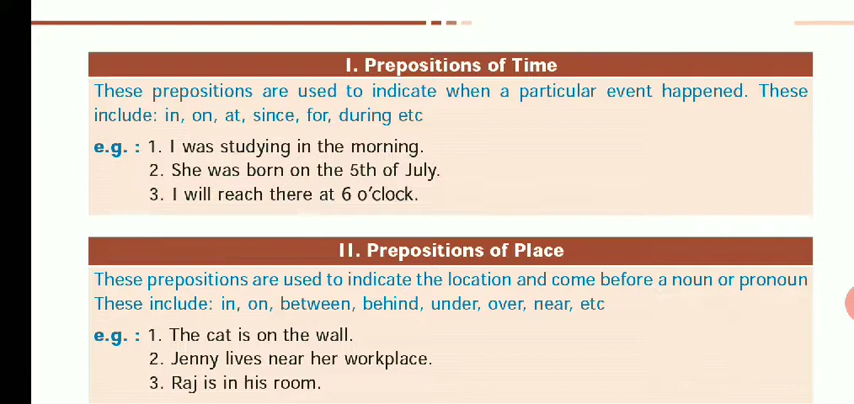 I. Prepositions of Time
These prepositions are used to indicate when a particular event happened. These
include: in, on, at, since, for, during etc
e.g. : 1. I was studying in the morning.
2. She was born on the 5th of July.
3. I will reach there at 6 o'clock.
II. Prepositions of Place
These prepositions are used to indicate the location and come before a noun or pronoun
These include: in, on, between, behind, under, over, near, etc
e.g. : 1. The cat is on the wall.
2. Jenny lives near her workplace.
3. Raj is in his room.